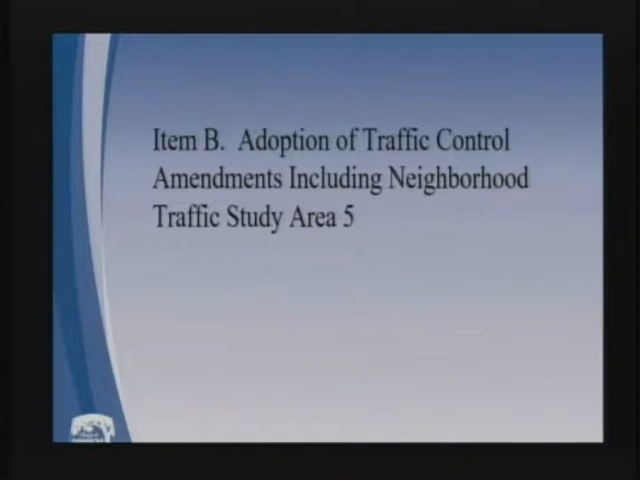 Item B.  Adoption of Traffic Control
Amendments Including Neighborhood
Traffic Study Area 5